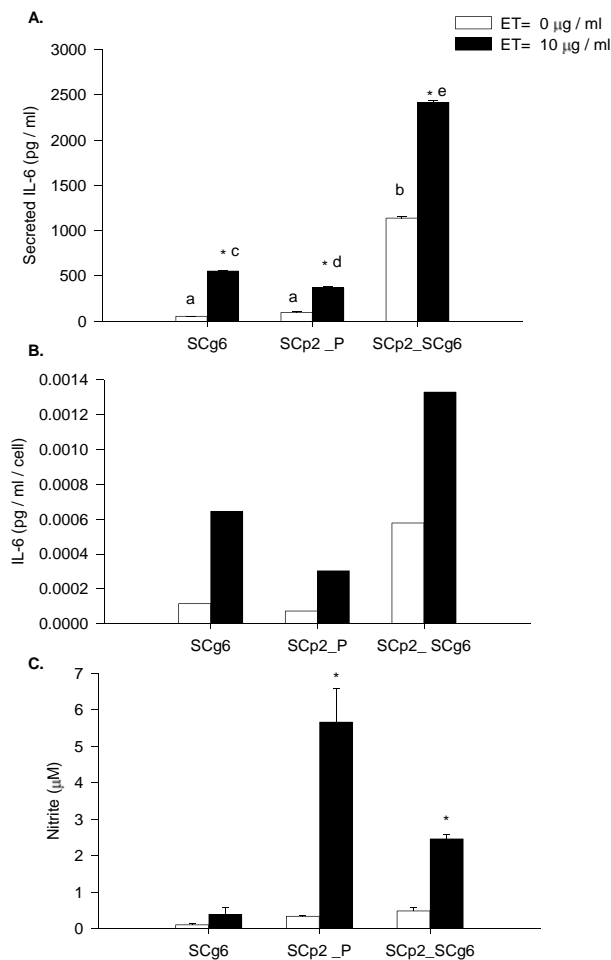 A.
ET= 0 μg / ml
ET= 10 μg / ml
Secreted IL-6 (pg / ml)
3000
2500
2000
1500
1000
500
0
a
* c
a
* d
b
* e
SCg6
SCp2 _P
SCp2_SCg6
B.
IL-6 (pg / ml / cell)
0.0014
0.0012
0.0010
0.0008
0.0006
0.0004
0.0002
0.0000
SCg6
SCp2_P
SCp2_ SCg6
C.
Nitrite (μM)
7
6
5
4
3
2
1
0
*
*
SCg6
SCp2 _P
SCp2_SCg6